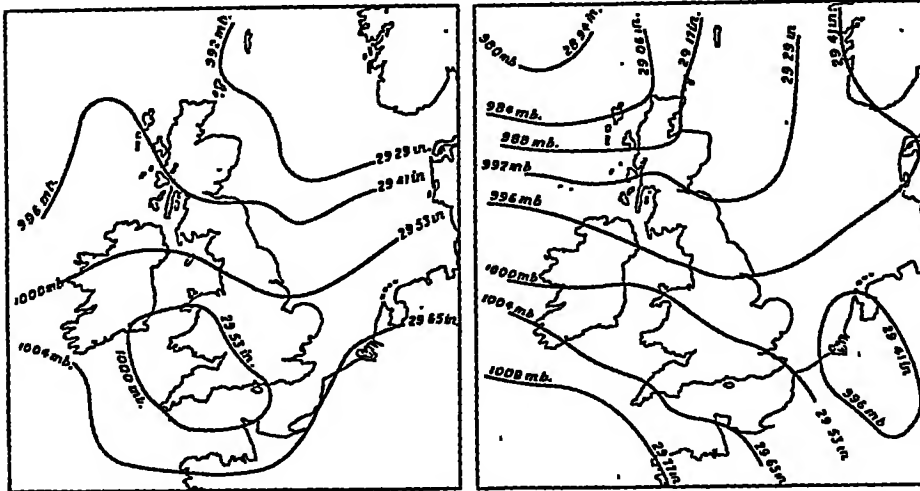 992 mb.
29 29 in.
29 41 in
996 mb.
29 53 in
1000 mb
29 65 in.
29 53 in.
1004 mb.
1000 mb.
980 mb.
28.94 in.
29 06 in.
29 17 in.
29 29 in
29 41 in.
984 mb.
988 mb.
992 mb
996 mb.
1000 mb.
1004 mb
29 41 in
996 mb
1008 mb.
29 53 in
29 65 in.
29 77 in